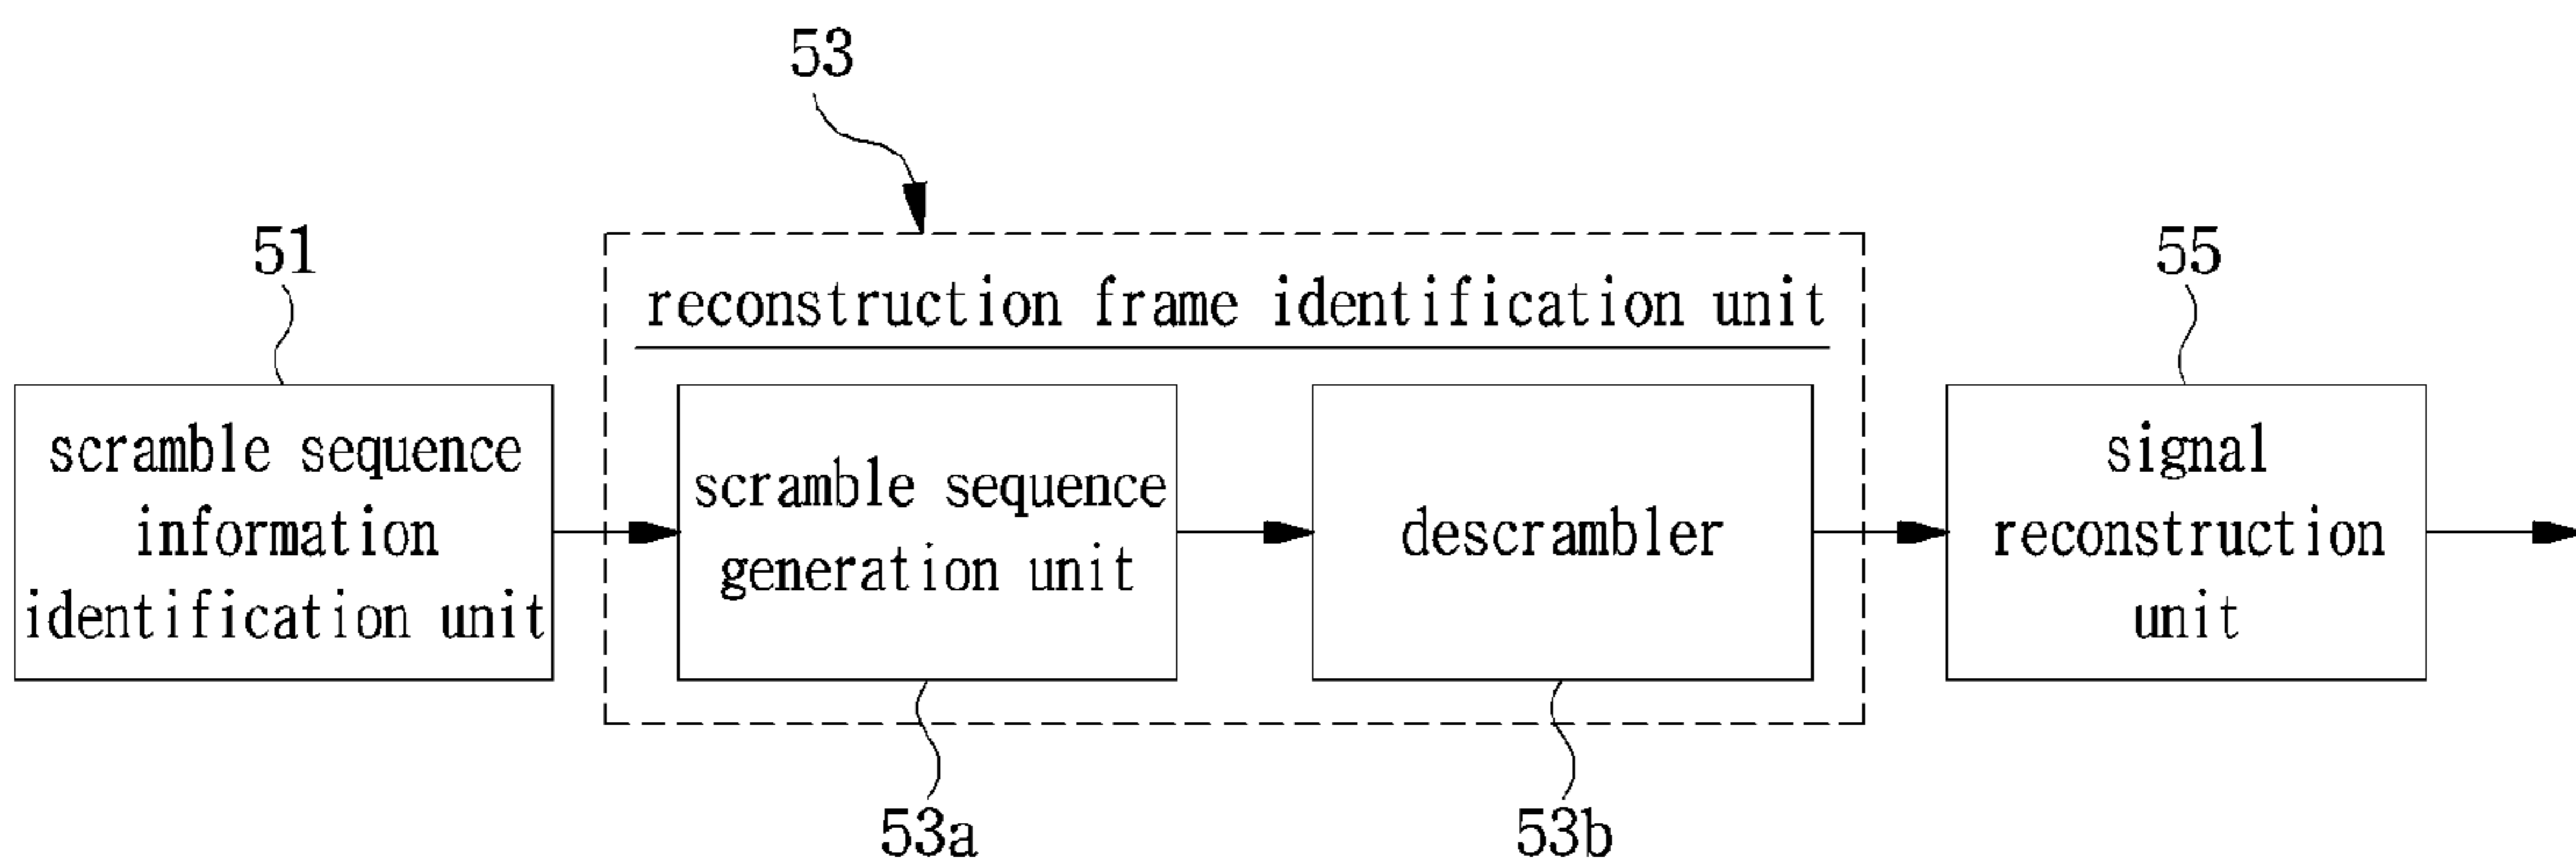 53
51
55
reconstruction frame identification unit
scramble sequence
information
identification unit
scramble sequence
generation unit
descrambler
signal
reconstruction
unit
53a
53b